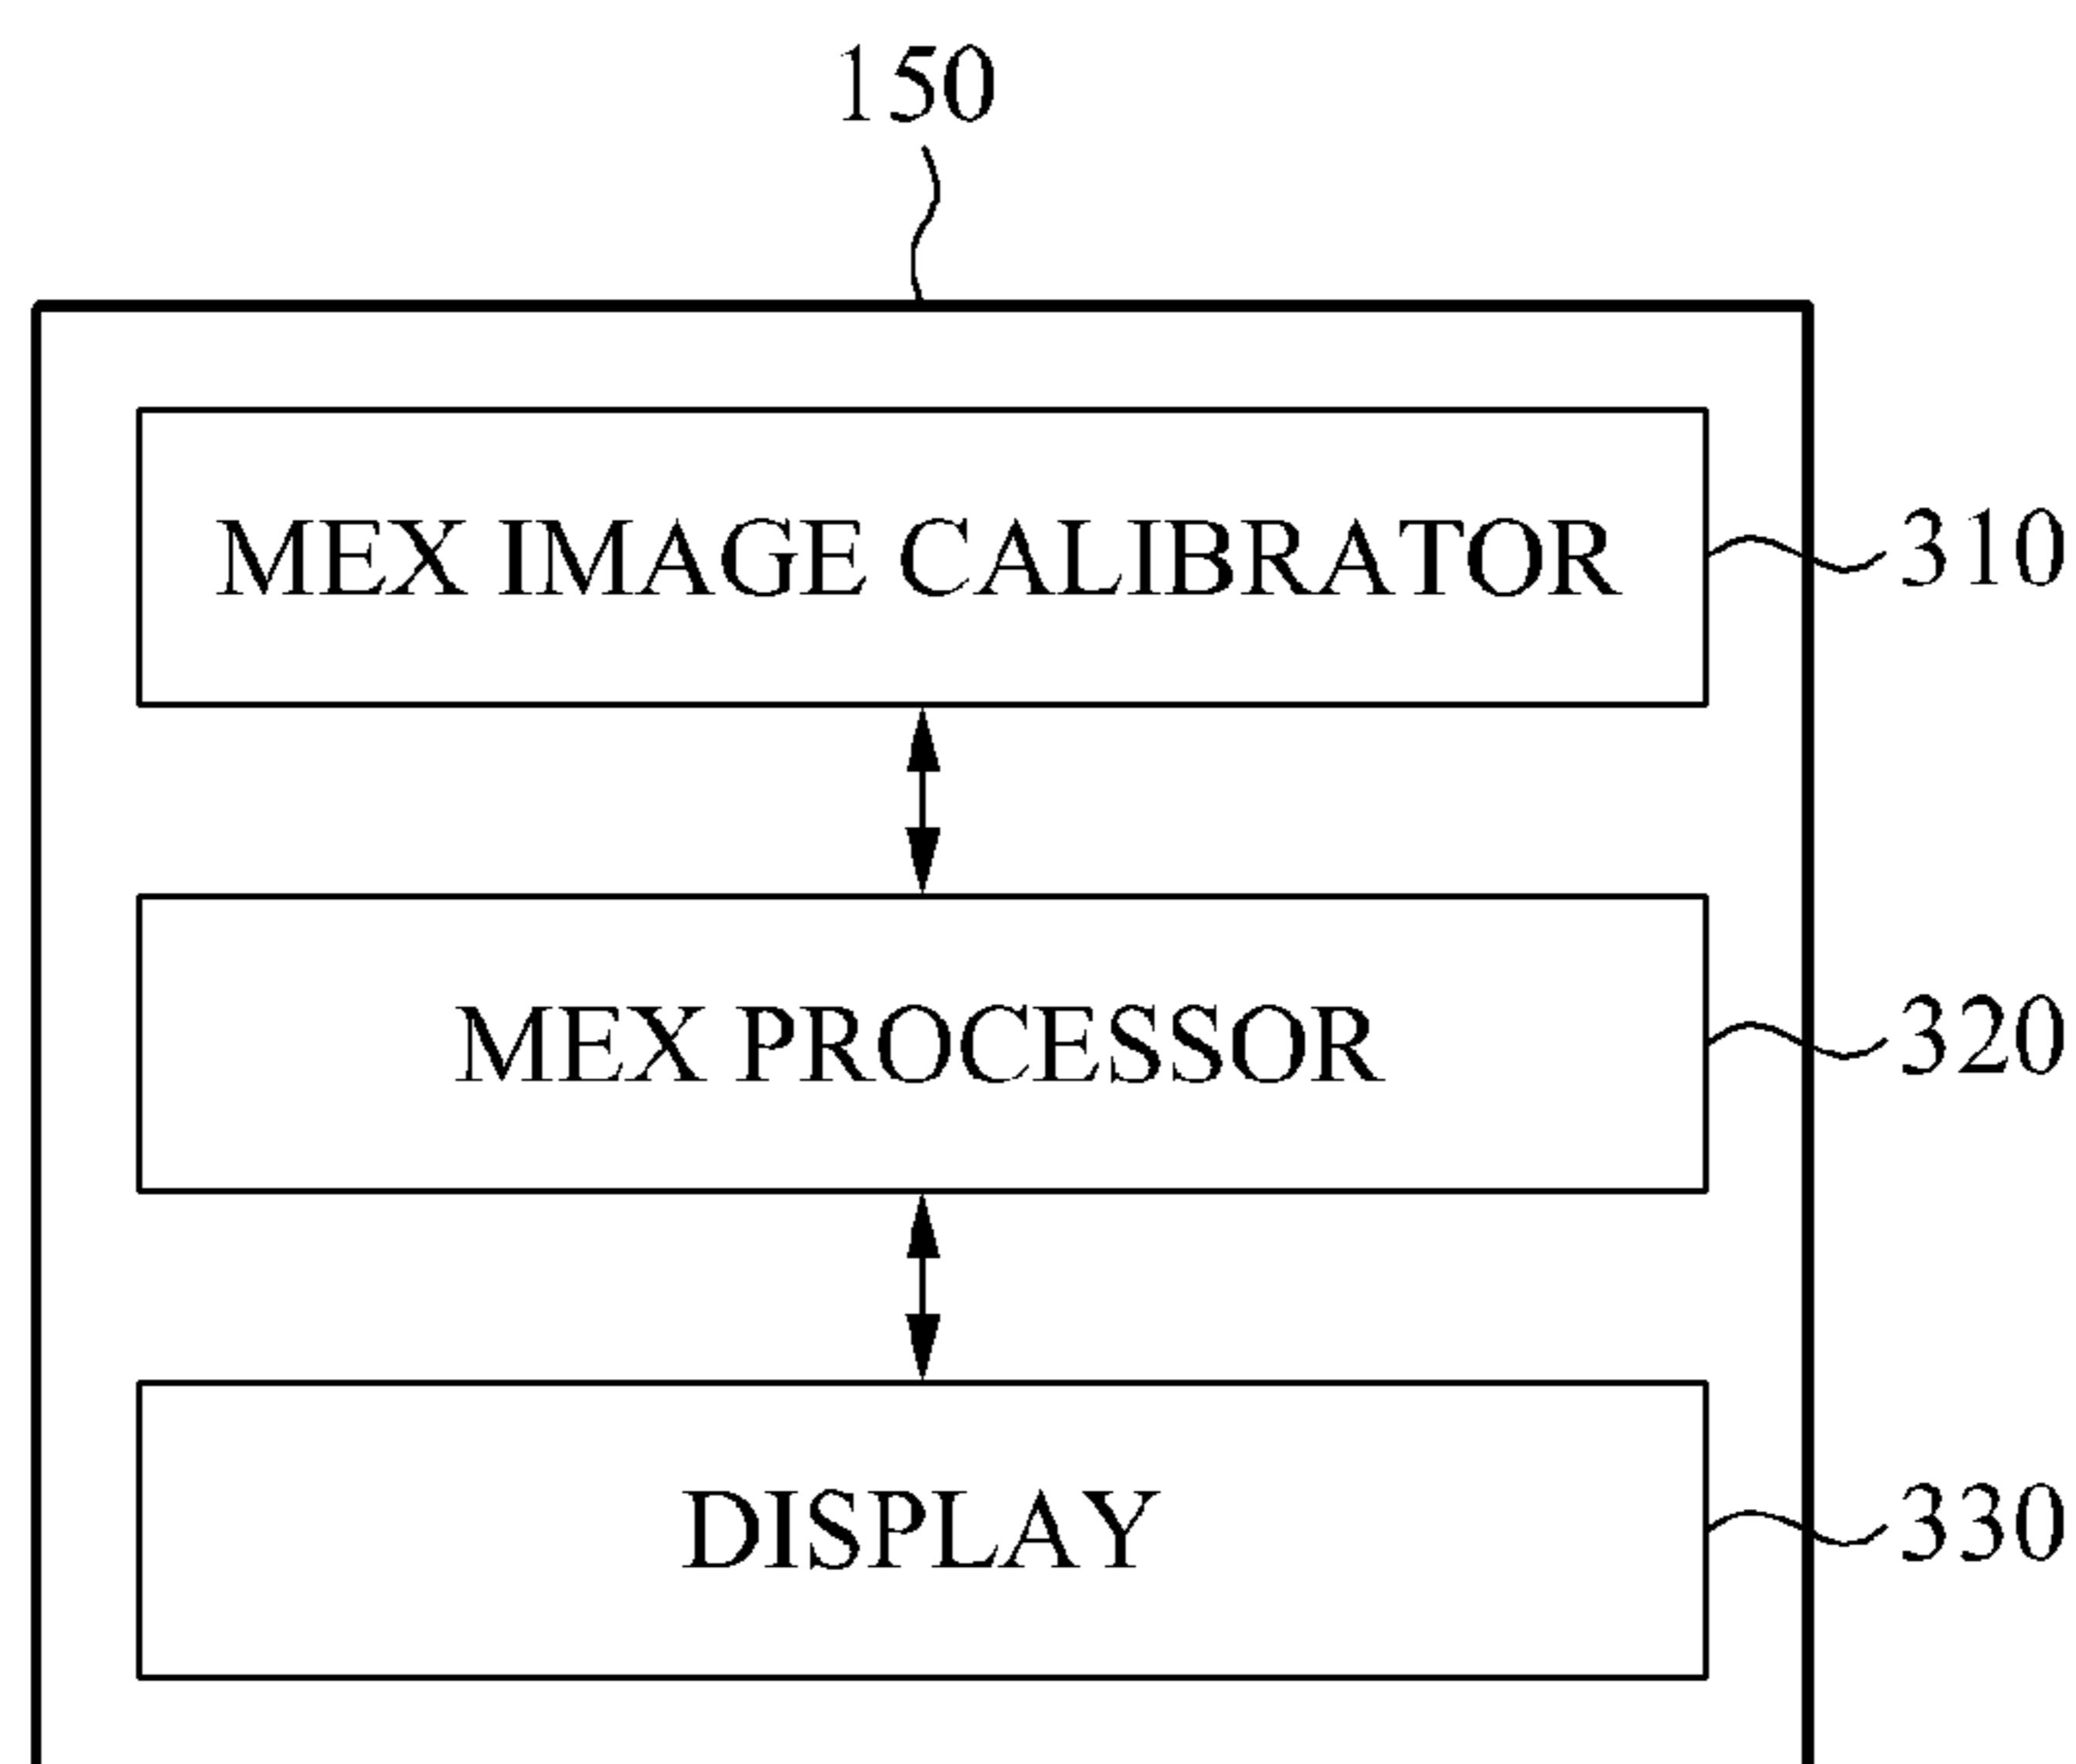 150
MEX IMAGE CALIBRATOR
310
MEX PROCESSOR
320
DISPLAY
330